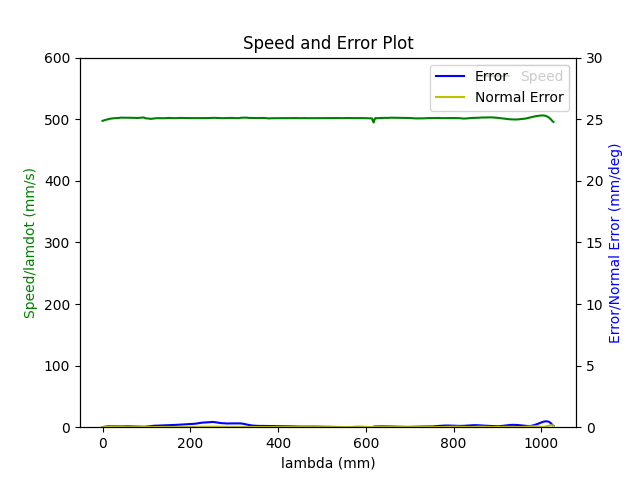 Speed and Error Plot
600
500
400
300
200
100
0
Speed/lamdot (mm/s)
0
200
400
600
800
1000
lambda (mm)
30
25
20
15
10
5
0
Error/Normal Error (mm/deg)
Speed
Error
Normal Error